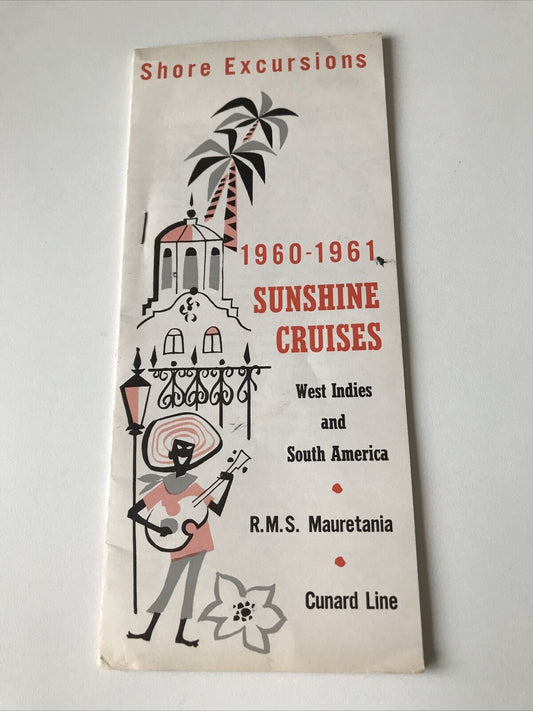 Shore Excursions
1960-1961
SUNSHINE
CRUISES
West Indies
and
South America
R.M.S. Mauretania
Cunard Line